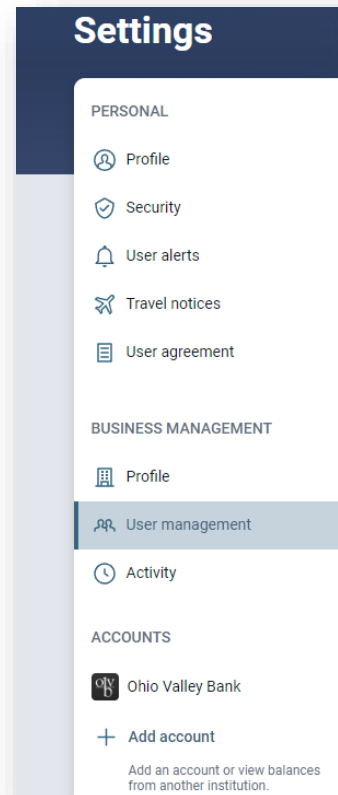 Settings
PERSONAL
Profile
Security
User alerts
Travel notices
User agreement
BUSINESS MANAGEMENT
Profile
User management
Activity
ACCOUNTS
ovb
Ohio Valley Bank
Add account
Add an account or view balances
from another institution.